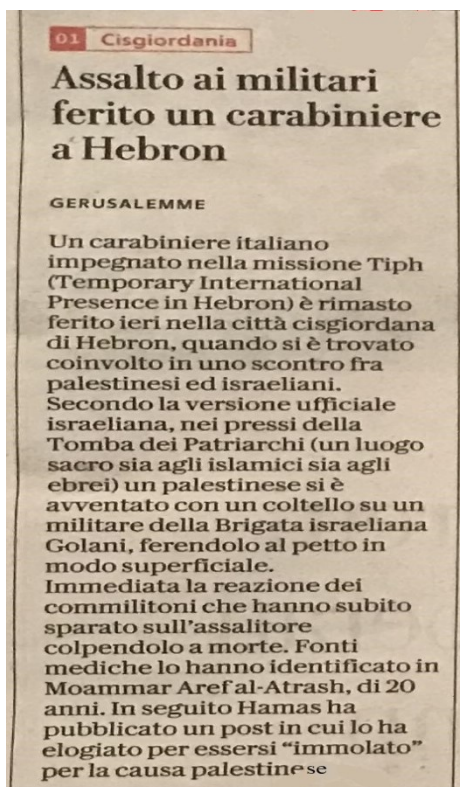 01 Cisgiordania
Assalto ai militari
ferito un carabiniere
a Hebron
GERUSALEMME
Un carabiniere italiano
impegnato nella missione Tiph
(Temporary International
Presence in Hebron) è rimasto
ferito ieri nella città cisgiordana
di Hebron, quando si è trovato
coinvolto in uno scontro fra
palestinesi ed israeliani.
Secondo la versione ufficiale
israeliana, nei pressi della
Tomba dei Patriarchi (un luogo
sacro sia agli islamici sia agli
ebrei) un palestinese si è
avventato con un coltello su un
militare della Brigata israeliana
Golani, ferendolo al petto in
modo superficiale.
Immediata la reazione dei
commilitoni che hanno subito
sparato sull'assalitore
colpendolo a morte. Fonti
mediche lo hanno identificato in
Moammar Aref al-Atrash, di 20
anni. In seguito Hamas ha
pubblicato un post in cui lo ha
elogiato per essersi “immolato”
per la causa palestinese